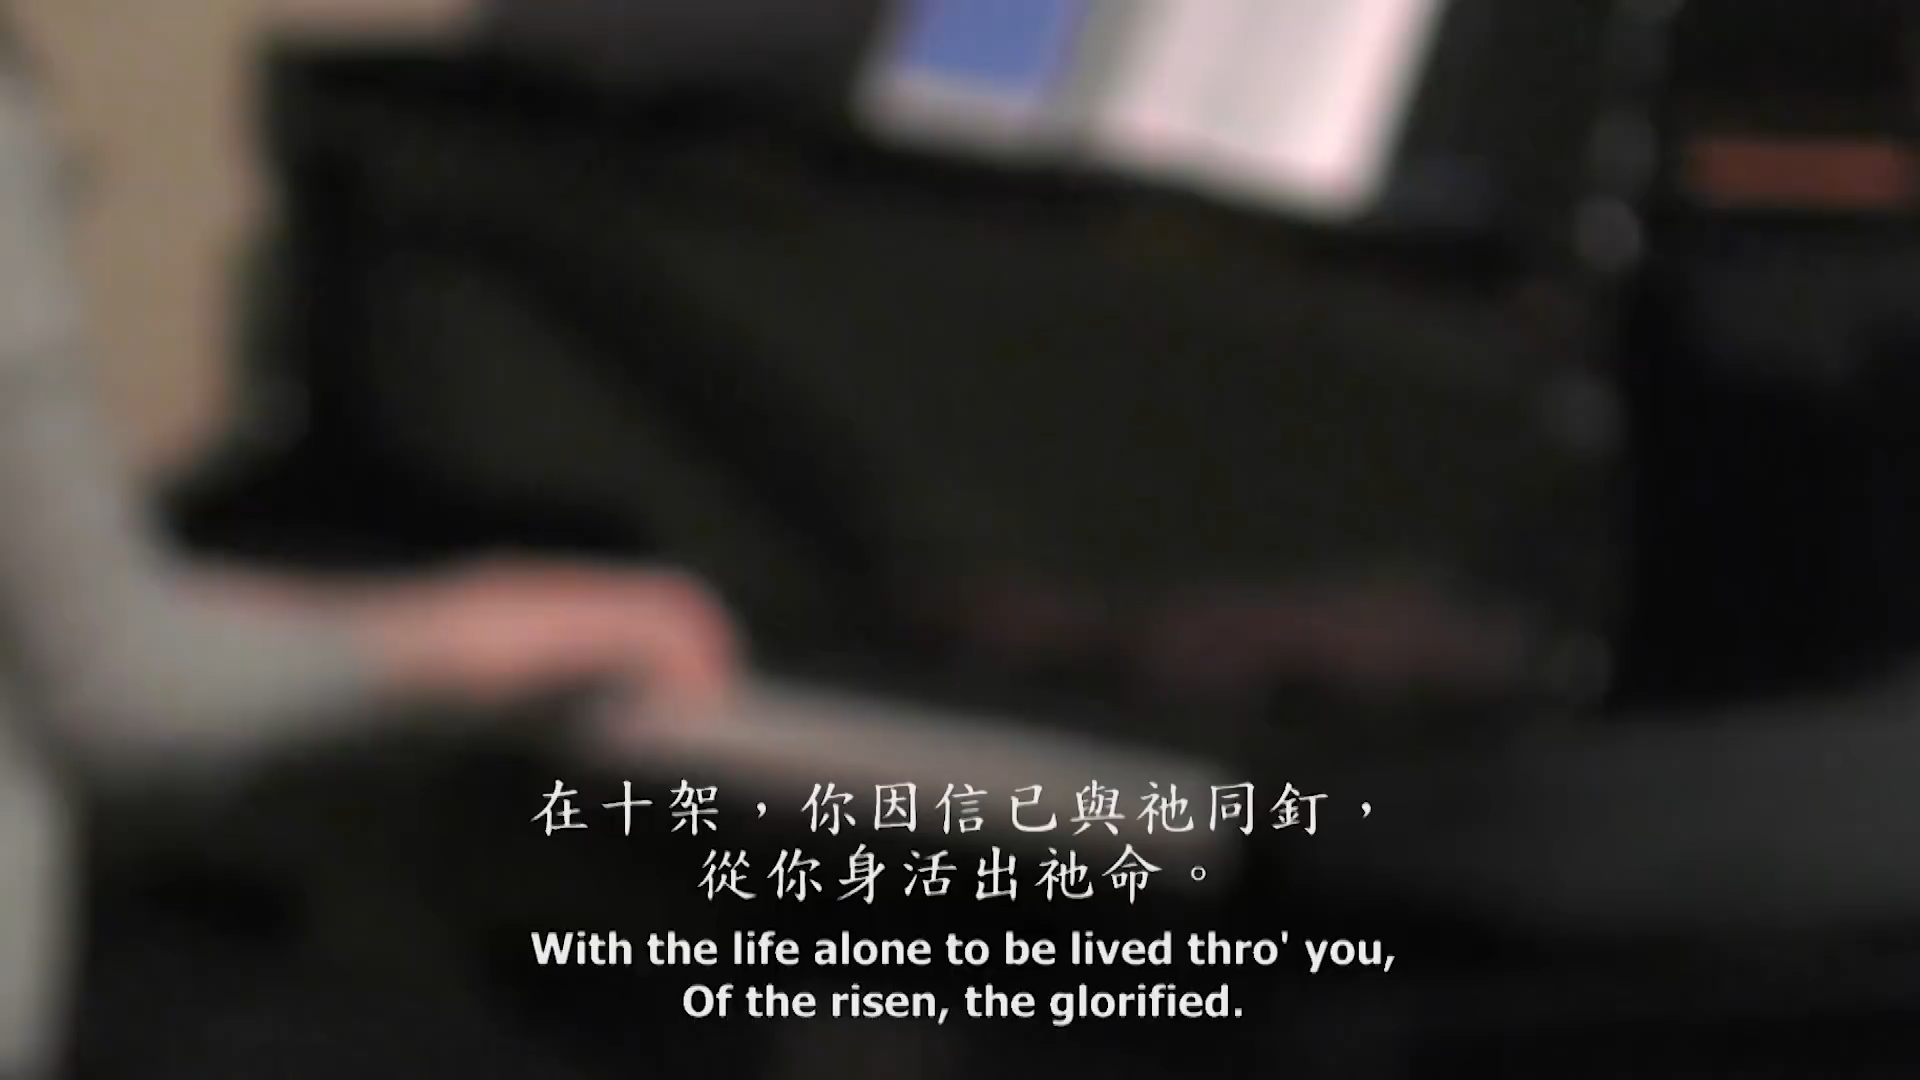 在十架，你因信已與祂同釘，
從你身活出祂命。
With the life alone to be lived thro' you,
Of the risen, the glorified.